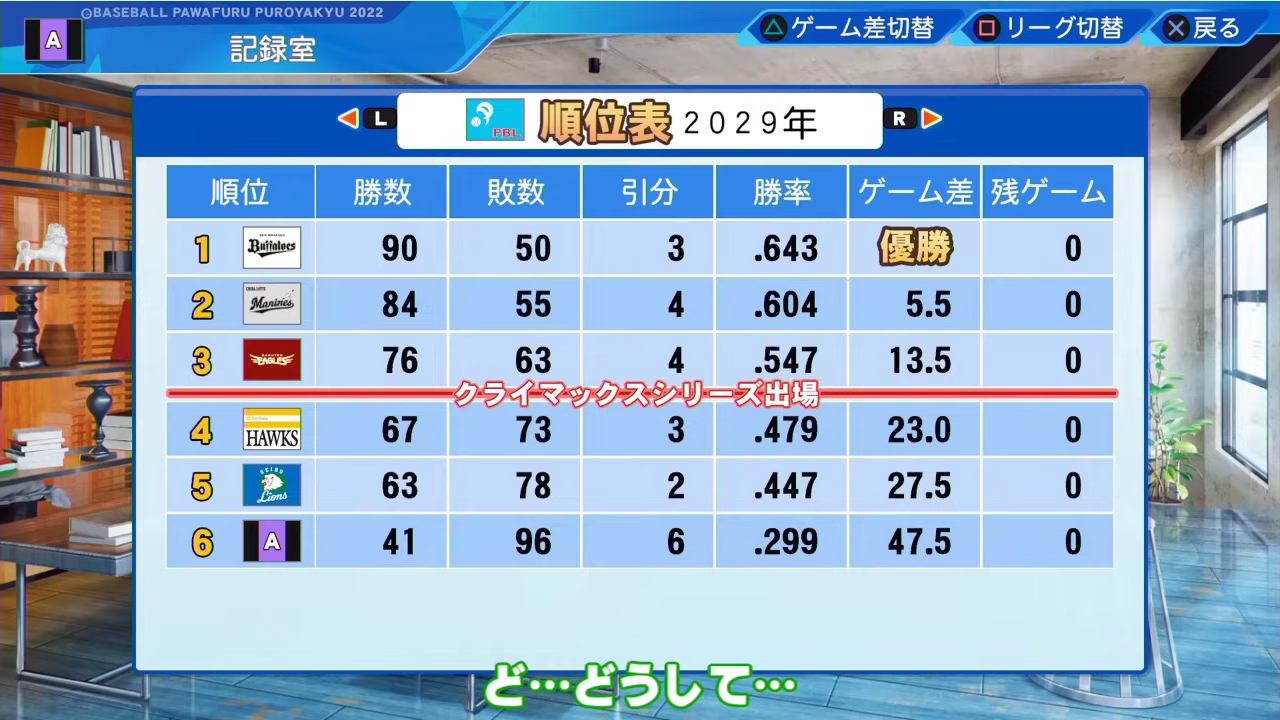 ©BASEBALL PAWAFURU PUROYAKYU 2022
A 記録室 △ゲーム差切替 □リーグ切替 ×戻る
L PBL 順位表 2029年 R
順位 勝数 敗数 引分 勝率 ゲーム差 残ゲーム
1 Buffaloes 90 50 3 .643 優勝 0
2 Marines 84 55 4 .604 5.5 0
3 EAGLES 76 63 4 .547 13.5 0
クライマックスシリーズ出場
4 HAWKS 67 73 3 .479 23.0 0
5 SEIBU Lions 63 78 2 .447 27.5 0
6 A 41 96 6 .299 47.5 0
ど…どうして…